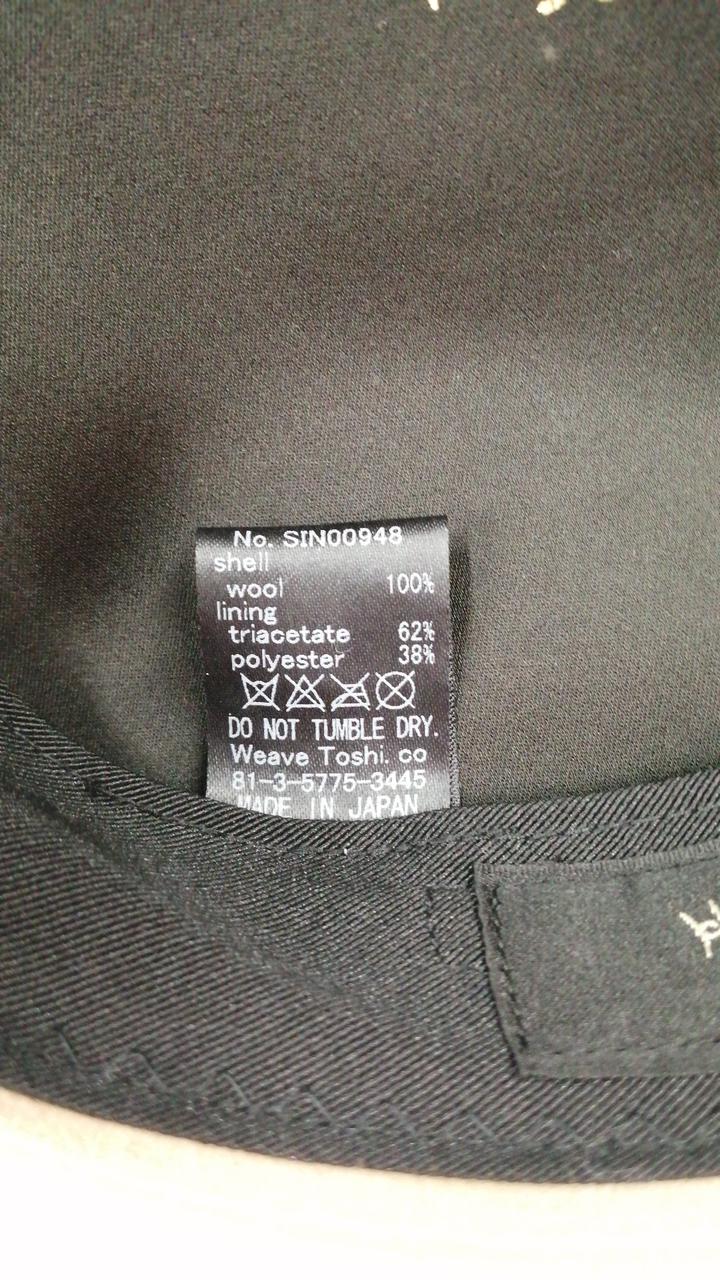 No. SIN00948
shell
wool 100%
lining
triacetate 62%
polyester 38%
DO NOT TUMBLE DRY.
Weave Toshi. co
81-3-5775-3445
MADE IN JAPAN